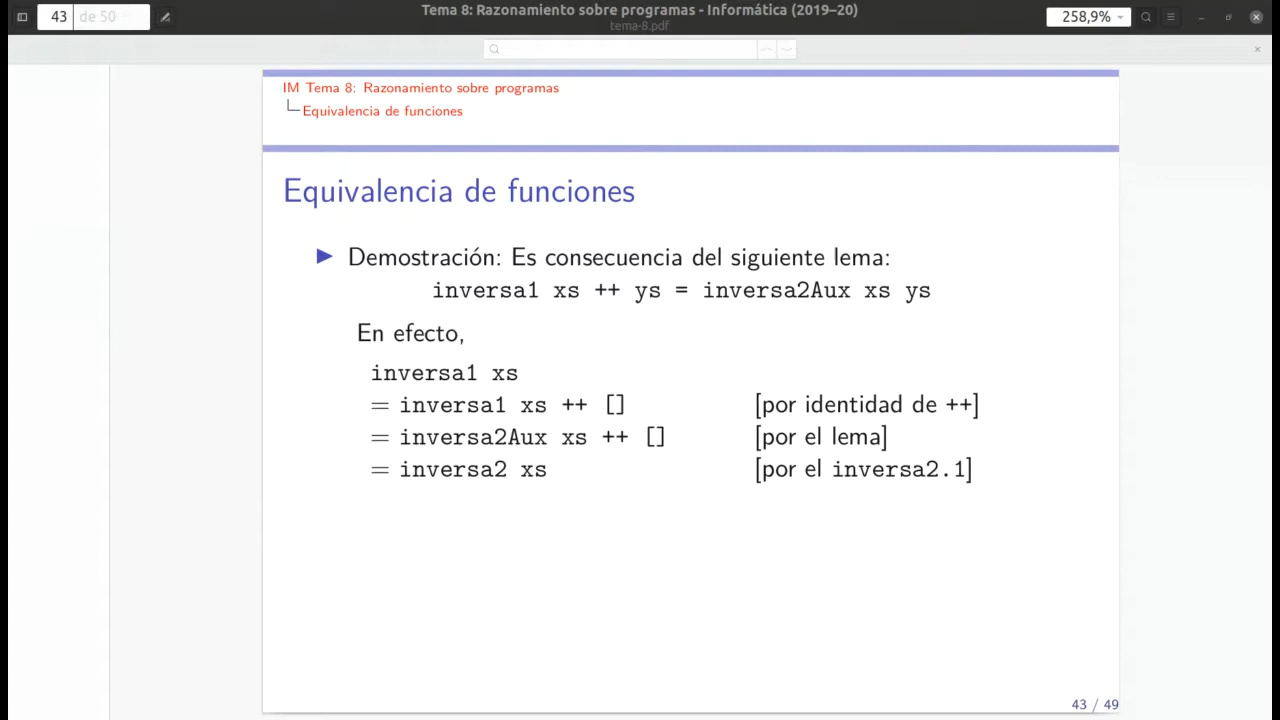 Tema 8: Razonamiento sobre programas - Informática (2019–20)
tema-8.pdf
43 de 50
258,9%
IM Tema 8: Razonamiento sobre programas
Equivalencia de funciones
Equivalencia de funciones
Demostración: Es consecuencia del siguiente lema:
inversa1 xs ++ ys = inversa2Aux xs ys
En efecto,
inversa1 xs
= inversa1 xs ++ [] [por identidad de ++]
= inversa2Aux xs ++ [] [por el lema]
= inversa2 xs [por el inversa2.1]
43 / 49